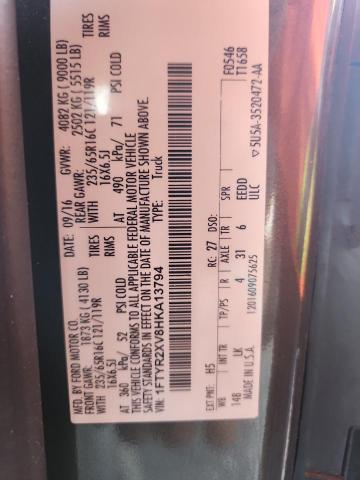 MFD. BY FORD MOTOR CO.
DATE: 09/16 GVWR: 4082 KG ( 9000 LB)
FRONT GAWR: 1873 KG ( 4130 LB) REAR GAWR: 2502 KG ( 5515 LB)
WITH 235/65R16C 121/119R WITH 235/65R16C 121/119R
16X6.5J 16X6.5J
AT 360 kPa/ 52 PSI COLD AT 490 kPa/ 71 PSI COLD
THIS VEHICLE CONFORMS TO ALL APPLICABLE FEDERAL MOTOR VEHICLE
SAFETY STANDARDS IN EFFECT ON THE DATE OF MANUFACTURE SHOWN ABOVE.
VIN: 1FTYR2XV8HKA13794
TYPE: Truck
F0546
T1658
EXT PNT: H5 RC: 27 DSO:
WB INT TR TP/PS R AXLE TR SPR
148 LK 4 31 6 EEDD
MADE IN U.S.A. ULC
1201609075625
▽5U5A-3520472-AA